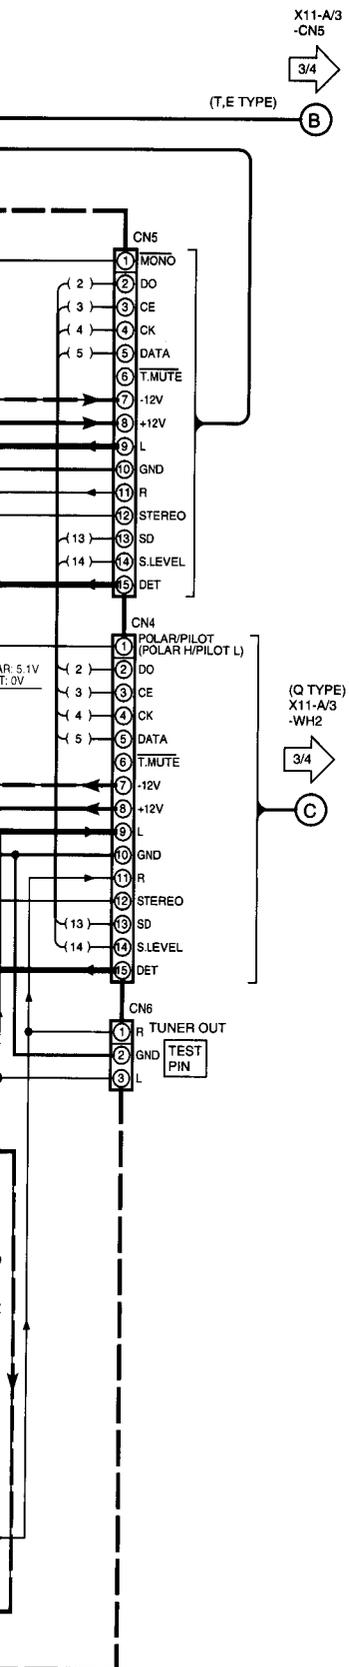 X11-A/3
-CN5
3/4
(T,E TYPE)
B
CN5
1 MONO
( 2 ) 2 DO
( 3 ) 3 CE
( 4 ) 4 CK
( 5 ) 5 DATA
6 T.MUTE
7 -12V
8 +12V
9 L
10 GND
11 R
12 STEREO
(13) 13 SD
(14) 14 S.LEVEL
15 DET
CN4
1 POLAR/PILOT
(POLAR H/PILOT L)
AR: 5.1V
T: 0V
( 2 ) 2 DO
( 3 ) 3 CE
( 4 ) 4 CK
( 5 ) 5 DATA
6 T.MUTE
7 -12V
8 +12V
9 L
10 GND
11 R
12 STEREO
(13) 13 SD
(14) 14 S.LEVEL
15 DET
(Q TYPE)
X11-A/3
-WH2
3/4
C
CN6
1 R TUNER OUT
2 GND TEST
PIN
3 L